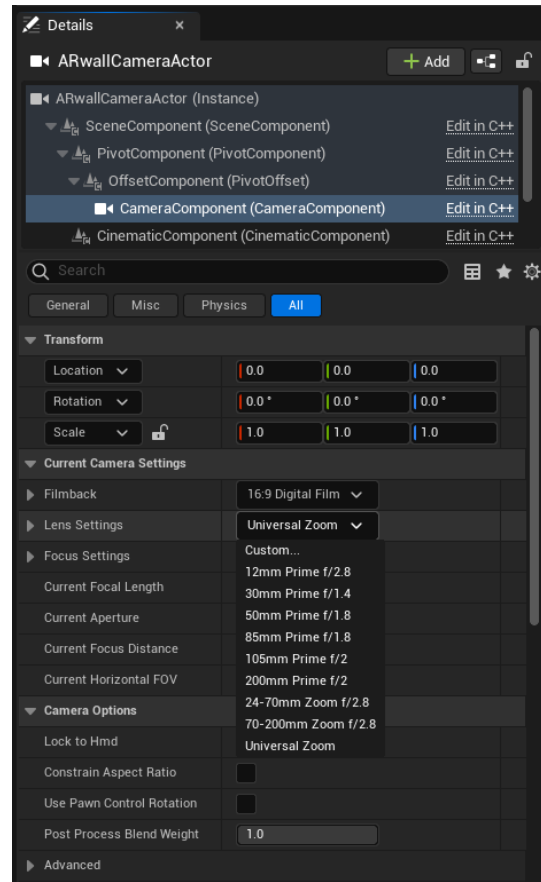 Details ×
ARwallCameraActor + Add
ARwallCameraActor (Instance)
SceneComponent (SceneComponent) Edit in C++
PivotComponent (PivotComponent) Edit in C++
OffsetComponent (PivotOffset) Edit in C++
CameraComponent (CameraComponent) Edit in C++
CinematicComponent (CinematicComponent) Edit in C++
Search
General Misc Physics All
Transform
Location 0.0 0.0 0.0
Rotation 0.0 ° 0.0 ° 0.0 °
Scale 1.0 1.0 1.0
Current Camera Settings
Filmback 16:9 Digital Film
Lens Settings Universal Zoom
Focus Settings Custom...
12mm Prime f/2.8
Current Focal Length 30mm Prime f/1.4
Current Aperture 50mm Prime f/1.8
85mm Prime f/1.8
Current Focus Distance 105mm Prime f/2
Current Horizontal FOV 200mm Prime f/2
Camera Options 24-70mm Zoom f/2.8
70-200mm Zoom f/2.8
Lock to Hmd Universal Zoom
Constrain Aspect Ratio
Use Pawn Control Rotation
Post Process Blend Weight 1.0
Advanced